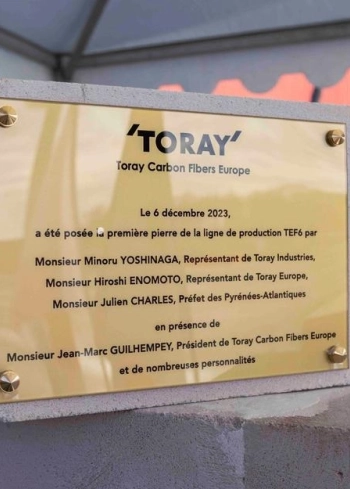 'TORAY'
Toray Carbon Fibers Europe
Le 6 décembre 2023,
a été posée la première pierre de la ligne de production TEF6 par
Monsieur Minoru YOSHINAGA, Représentant de Toray Industries,
Monsieur Hiroshi ENOMOTO, Représentant de Toray Europe,
Monsieur Julien CHARLES, Préfet des Pyrénées-Atlantiques
en présence de
Monsieur Jean-Marc GUILHEMPEY, Président de Toray Carbon Fibers Europe
et de nombreuses personnalités